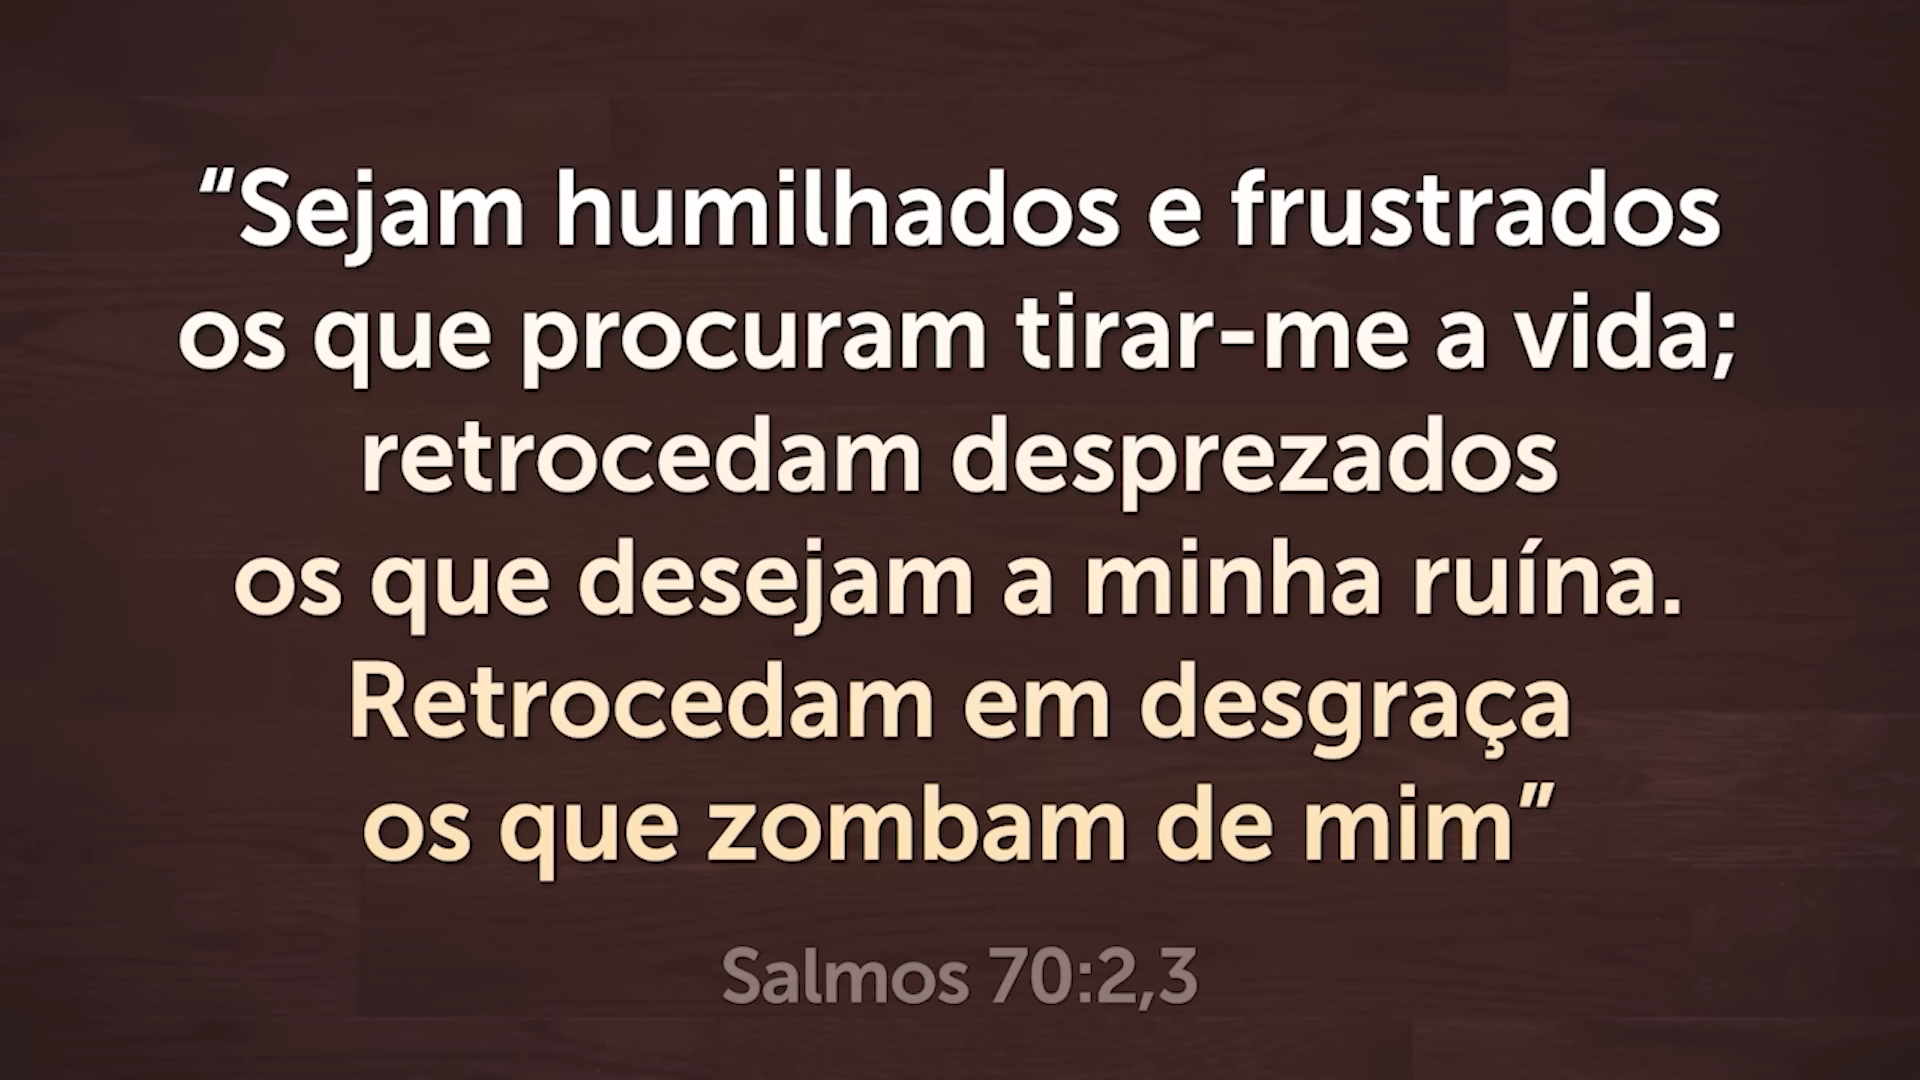 “Sejam humilhados e frustrados
os que procuram tirar-me a vida;
retrocedam desprezados
os que desejam a minha ruína.
Retrocedam em desgraça
os que zombam de mim”
Salmos 70:2,3